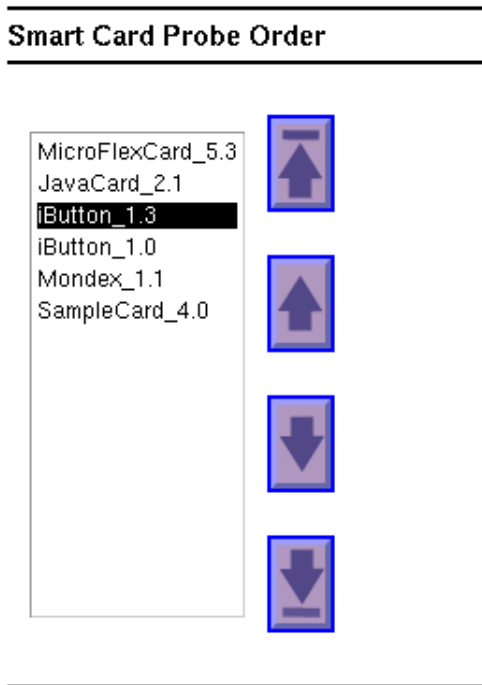 Smart Card Probe Order
MicroFlexCard_5.3
JavaCard_2.1
iButton_1.3
iButton_1.0
Mondex_1.1
SampleCard_4.0